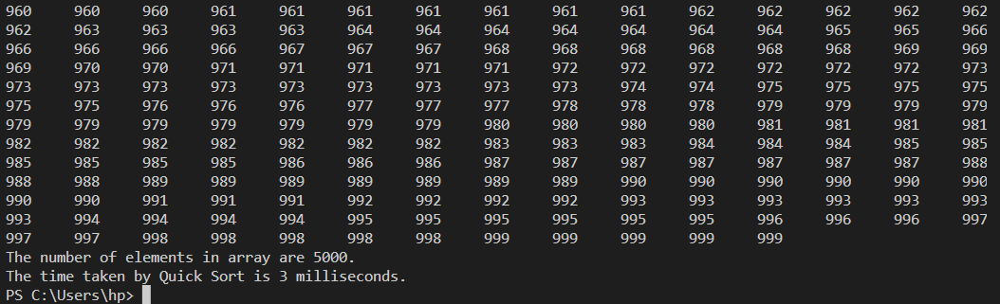 960 960 960 961 961 961 961 961 961 961 962 962 962 962 962
962 963 963 963 963 964 964 964 964 964 964 964 965 965 966
966 966 966 966 967 967 967 968 968 968 968 968 968 969 969
969 970 970 971 971 971 971 971 972 972 972 972 972 972 973
973 973 973 973 973 973 973 973 974 974 975 975 975 975 975
975 975 976 976 976 977 977 977 978 978 978 979 979 979 979
979 979 979 979 979 979 979 980 980 980 980 981 981 981 981
982 982 982 982 982 982 982 983 983 983 984 984 984 985 985
985 985 985 985 986 986 986 987 987 987 987 987 987 987 988
988 988 989 989 989 989 989 989 989 990 990 990 990 990 990
990 990 991 991 991 992 992 992 992 993 993 993 993 993 993
993 994 994 994 994 995 995 995 995 995 995 996 996 996 997
997 997 998 998 998 998 998 999 999 999 999 999
The number of elements in array are 5000.
The time taken by Quick Sort is 3 milliseconds.
PS C:\Users\hp>